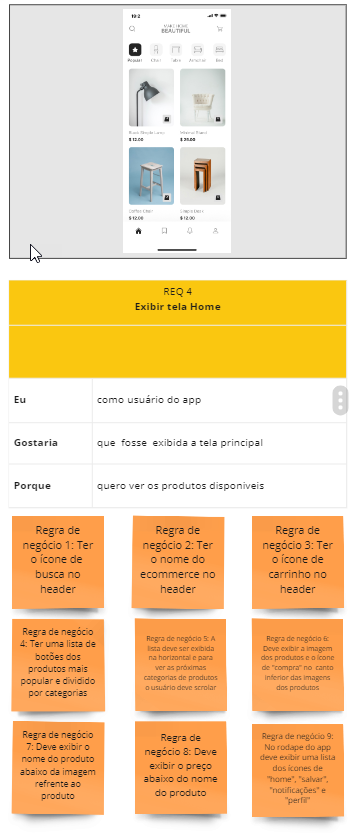 19:2
MAKE HOME
BEAUTIFUL
Popular Chair Table Armchair Bed
Black Simple Lamp
$ 12.00
Minimal Stand
$ 25.00
Coffee Chair
$ 12.00
Simple Desk
$ 12.00
REQ 4
Exibir tela Home
Eu
como usuário do app
Gostaria
que fosse exibida a tela principal
Porque
quero ver os produtos disponiveis
Regra de
negócio 1: Ter
o ícone de
busca no
header
Regra de
negócio 2: Ter
o nome do
ecommerce no
header
Regra de
negócio 3: Ter
o ícone de
carrinho no
header
Regra de negócio
4: Ter uma lista de
botões dos
produtos mais
popular e dividido
por categorias
Regra de negócio 5: A
lista deve ser exibida
na horizontal e para
ver as próximas
categorias de produtos
o usuário deve scrolar
Regra de negócio 6:
Deve exibir a imagem
dos produtos e o ícone
de "compra" no canto
inferior das imagens
dos produtos
Regra de negócio
7: Deve exibir o
nome do produto
abaixo da imagem
refrente ao
produto
Regra de
negócio 8: Deve
exibir o preço
abaixo do nome
do produto
Regra de negócio 9:
No rodape do app
deve exibir uma lista
dos ícones de
"home", "salvar",
"notificações" e
"perfil"